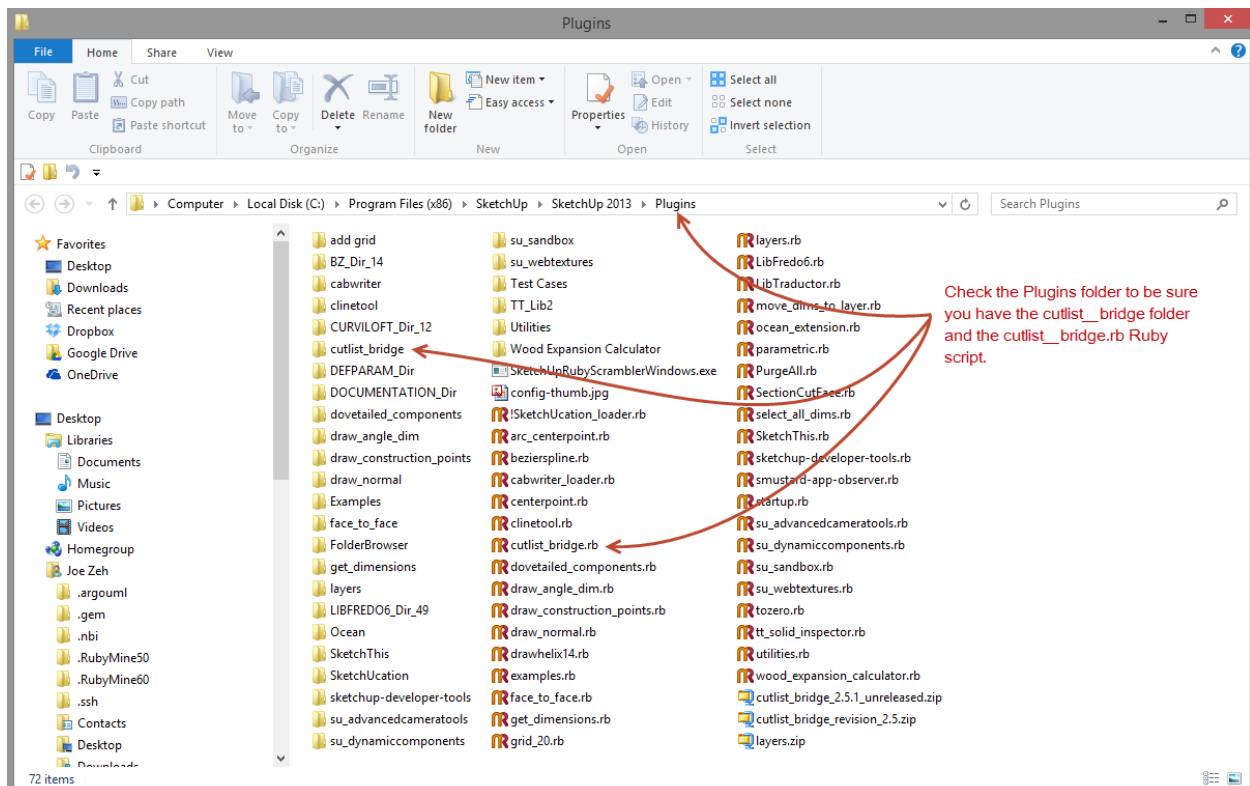 Plugins
File Home Share View
Copy
Paste
Cut
Copy path
Paste shortcut
Clipboard
Move to
Copy to
Delete
Rename
Organize
New folder
New item
Easy access
New
Properties
Open
Edit
History
Open
Select all
Select none
Invert selection
Select
Computer Local Disk (C:) Program Files (x86) SketchUp SketchUp 2013 Plugins
Search Plugins
Favorites
Desktop
Downloads
Recent places
Dropbox
Google Drive
OneDrive
Desktop
Libraries
Documents
Music
Pictures
Videos
Homegroup
Joe Zeh
.argouml
.gem
.nbi
.RubyMine50
.RubyMine60
.ssh
Contacts
Desktop
Downloads
add grid
BZ_Dir_14
cabwriter
clinetool
CURVILOFT_Dir_12
cutlist_bridge
DEFPARAM_Dir
DOCUMENTATION_Dir
dovetailed_components
draw_angle_dim
draw_construction_points
draw_normal
Examples
face_to_face
FolderBrowser
get_dimensions
layers
LIBFREDO6_Dir_49
Ocean
SketchThis
SketchUcation
sketchup-developer-tools
su_advancedcameratools
su_dynamiccomponents
su_sandbox
su_webtextures
Test Cases
TT_Lib2
Utilities
Wood Expansion Calculator
SketchUpRubyScramblerWindows.exe
config-thumb.jpg
!SketchUcation_loader.rb
arc_centerpoint.rb
bezierspline.rb
cabwriter_loader.rb
centerpoint.rb
clinetool.rb
cutlist_bridge.rb
dovetailed_components.rb
draw_angle_dim.rb
draw_construction_points.rb
draw_normal.rb
drawhelix14.rb
examples.rb
face_to_face.rb
get_dimensions.rb
grid_20.rb
layers.rb
LibFredo6.rb
LibTraductor.rb
move_dims_to_layer.rb
ocean_extension.rb
parametric.rb
PurgeAll.rb
SectionCutFace.rb
select_all_dims.rb
SketchThis.rb
sketchup-developer-tools.rb
smustard-app-observer.rb
startup.rb
su_advancedcameratools.rb
su_dynamiccomponents.rb
su_sandbox.rb
su_webtextures.rb
tozero.rb
tt_solid_inspector.rb
utilities.rb
wood_expansion_calculator.rb
cutlist_bridge_2.5.1_unreleased.zip
cutlist_bridge_revision_2.5.zip
layers.zip
Check the Plugins folder to be sure
you have the cutlist__bridge folder
and the cutlist__bridge.rb Ruby
script.
72 items